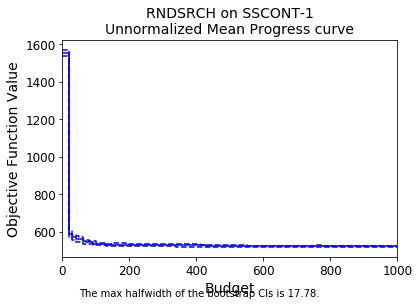 RNDSRCH on SSCONT-1
Unnormalized Mean Progress curve
Objective Function Value
1600
1400
1200
1000
800
600
0
200
400
600
800
1000
Budget
The max halfwidth of the bootstrap CIs is 17.78.